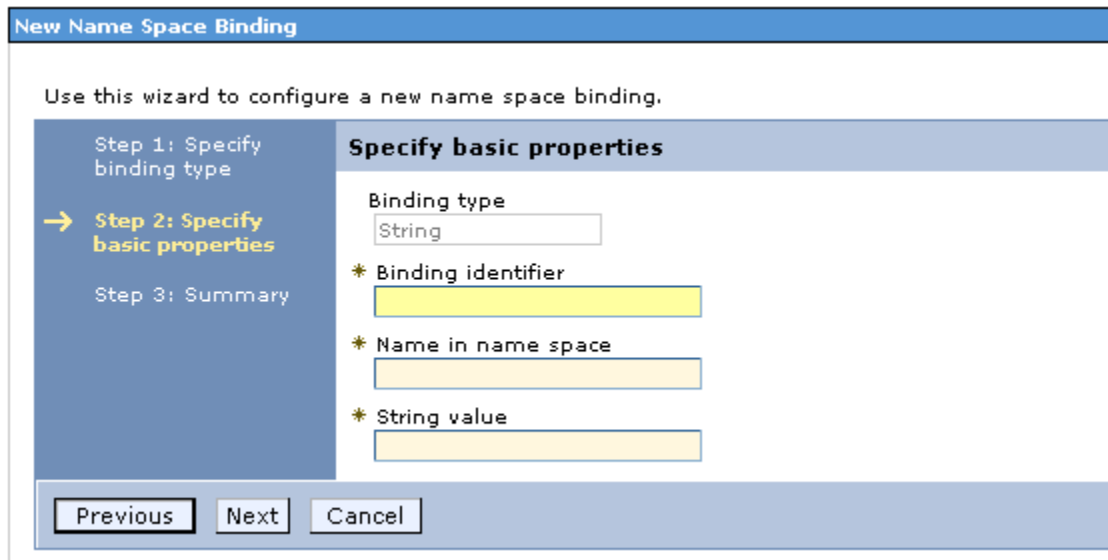 New Name Space Binding
Use this wizard to configure a new name space binding.
Step 1: Specify
binding type
Step 2: Specify
basic properties
Step 3: Summary
Specify basic properties
Binding type
String
* Binding identifier
* Name in name space
* String value
Previous Next Cancel